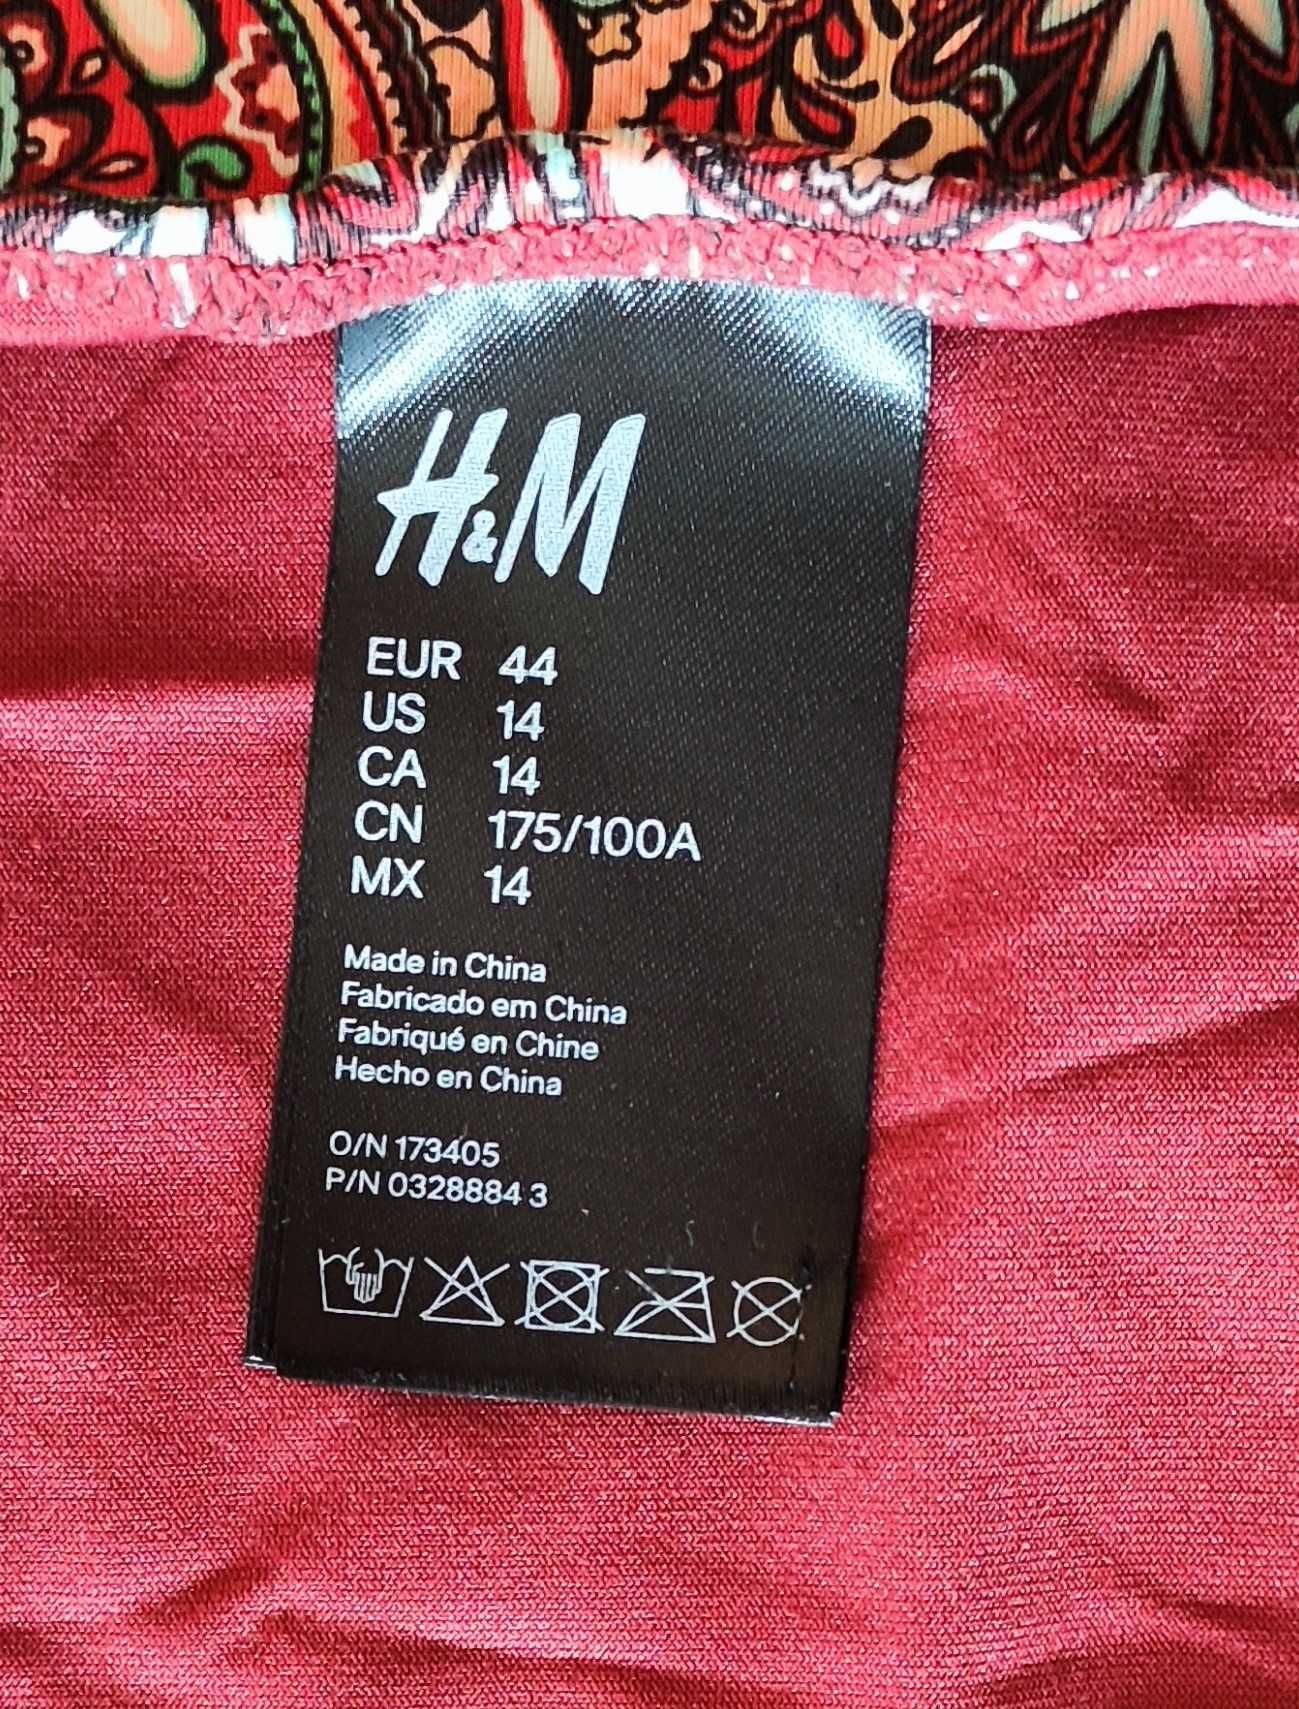 H&M
EUR 44
US 14
CA 14
CN 175/100A
MX 14
Made in China
Fabricado em China
Fabriqué en Chine
Hecho en China
O/N 173405
P/N 0328884 3